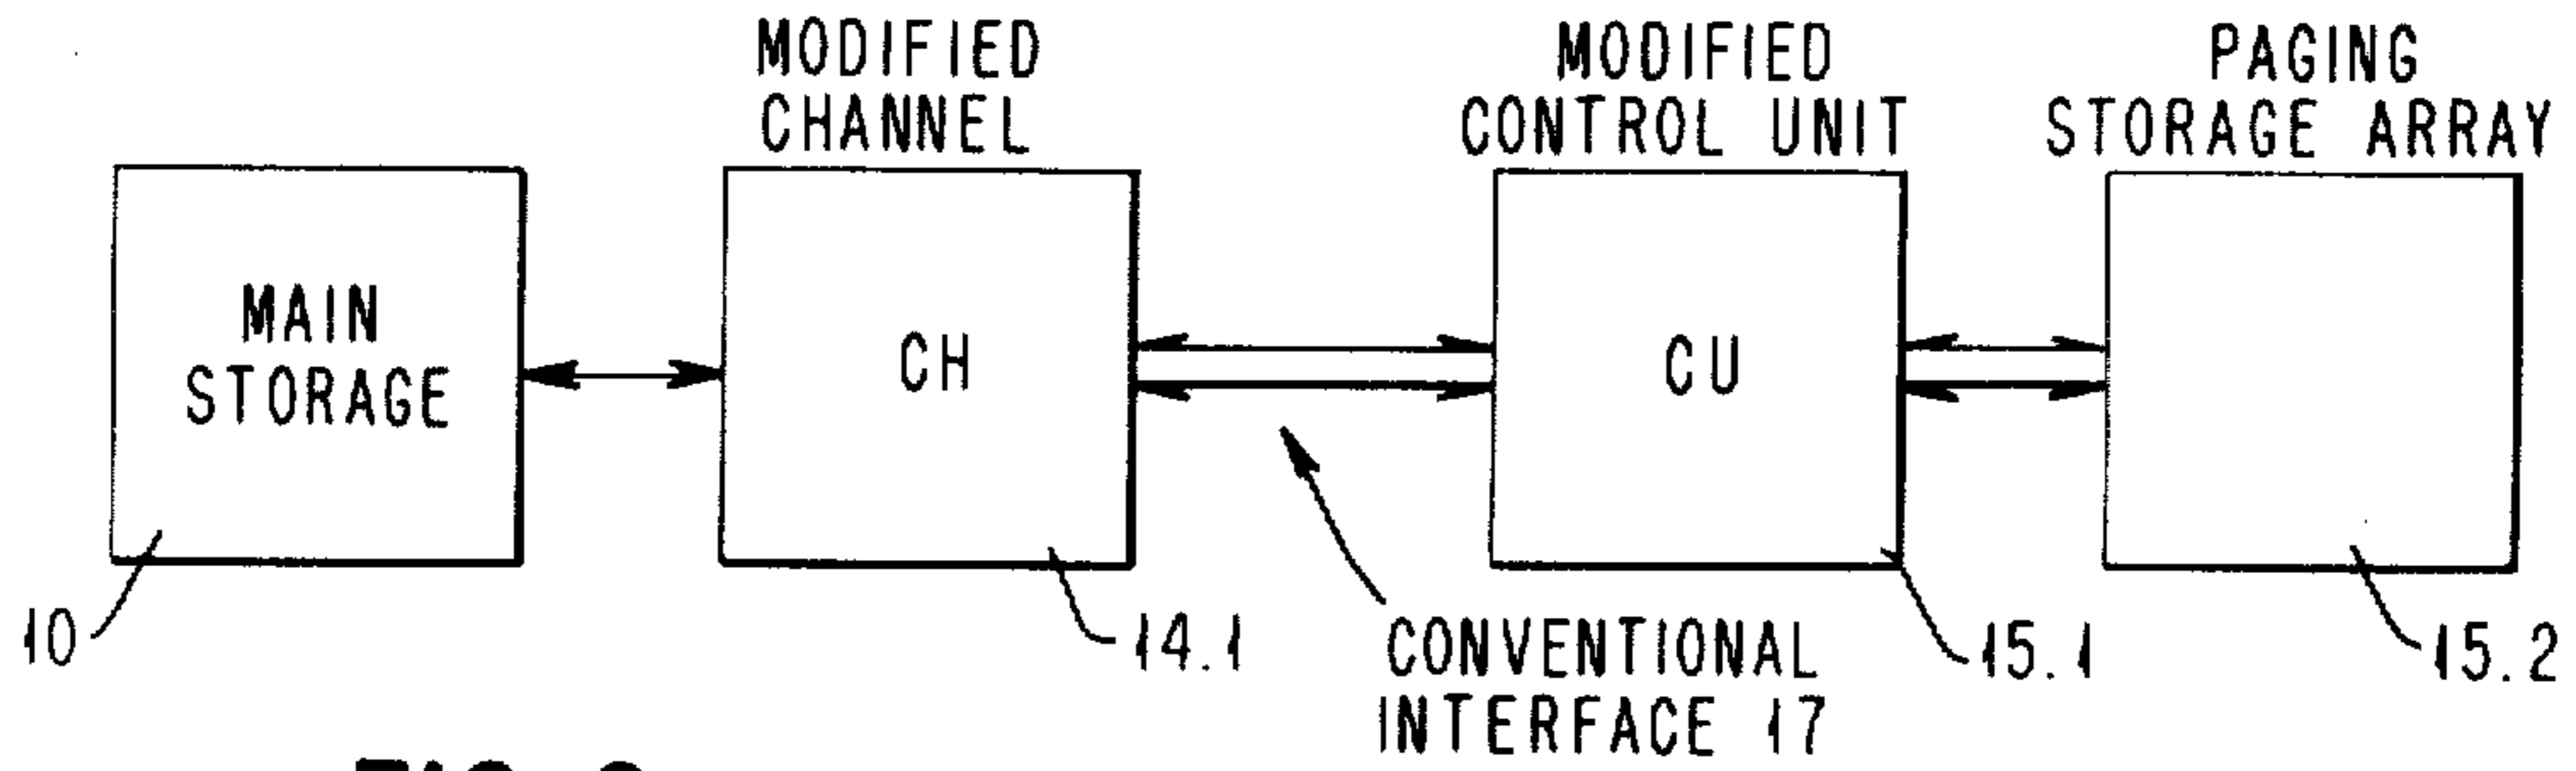 MODIFIED
CHANNEL
MODIFIED
CONTROL UNIT
PAGING
STORAGE ARRAY
MAIN
STORAGE
CH
CU
10
14.1
CONVENTIONAL
INTERFACE 17
15.1
15.2